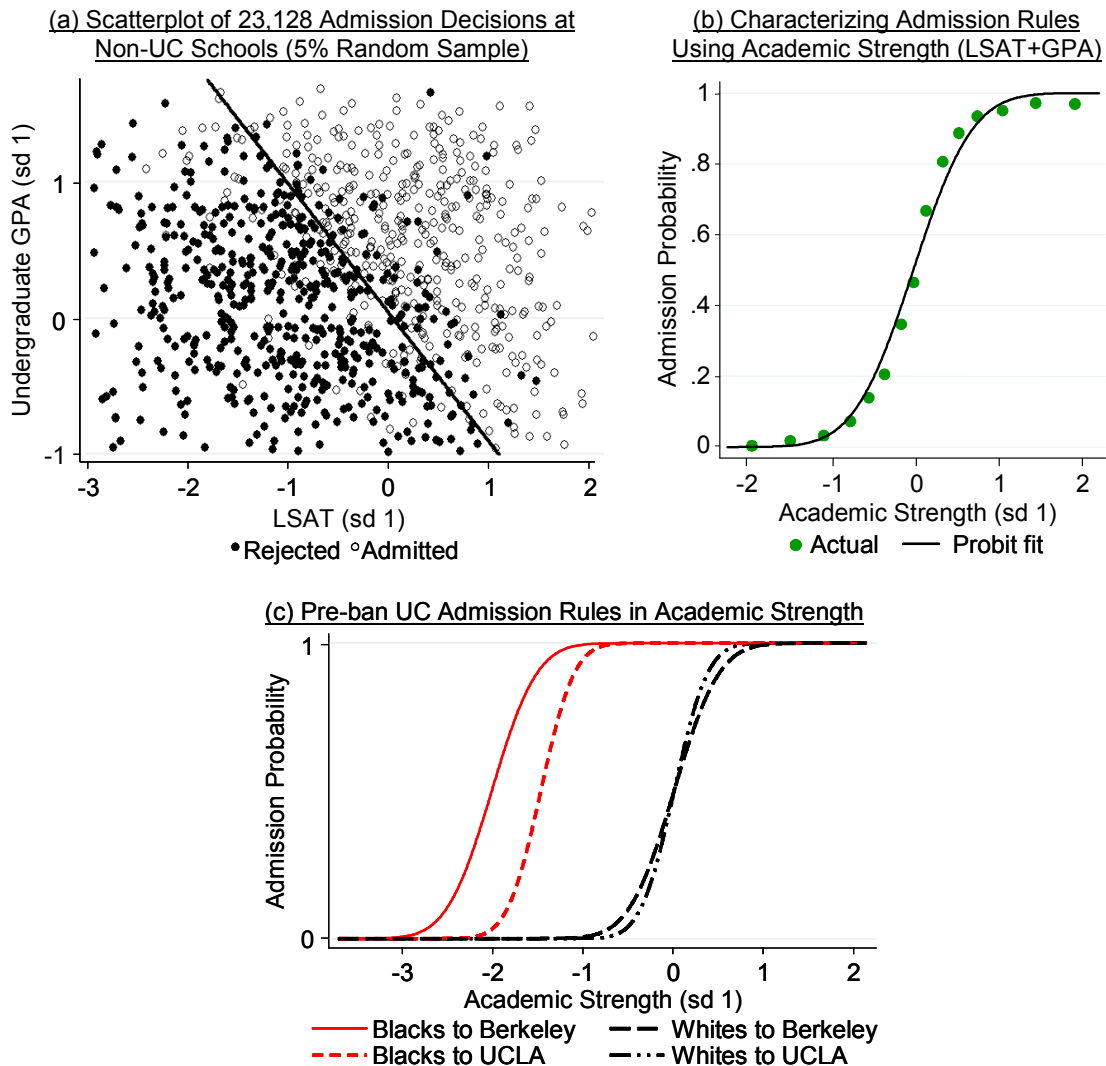 (a) Scatterplot of 23,128 Admission Decisions at
Non-UC Schools (5% Random Sample)
Undergraduate GPA (sd 1)
1
0
-1
-3 -2 -1 0 1 2
LSAT (sd 1)
Rejected Admitted
(b) Characterizing Admission Rules
Using Academic Strength (LSAT+GPA)
Admission Probability
1
.8
.6
.4
.2
0
-2 -1 0 1 2
Academic Strength (sd 1)
Actual Probit fit
(c) Pre-ban UC Admission Rules in Academic Strength
Admission Probability
1
0
-3 -2 -1 0 1 2
Academic Strength (sd 1)
Blacks to Berkeley Whites to Berkeley
Blacks to UCLA Whites to UCLA